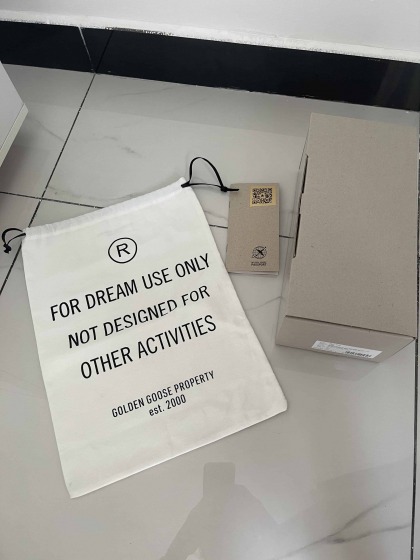 R
FOR DREAM USE ONLY
NOT DESIGNED FOR
OTHER ACTIVITIES
GOLDEN GOOSE PROPERTY
est. 2000